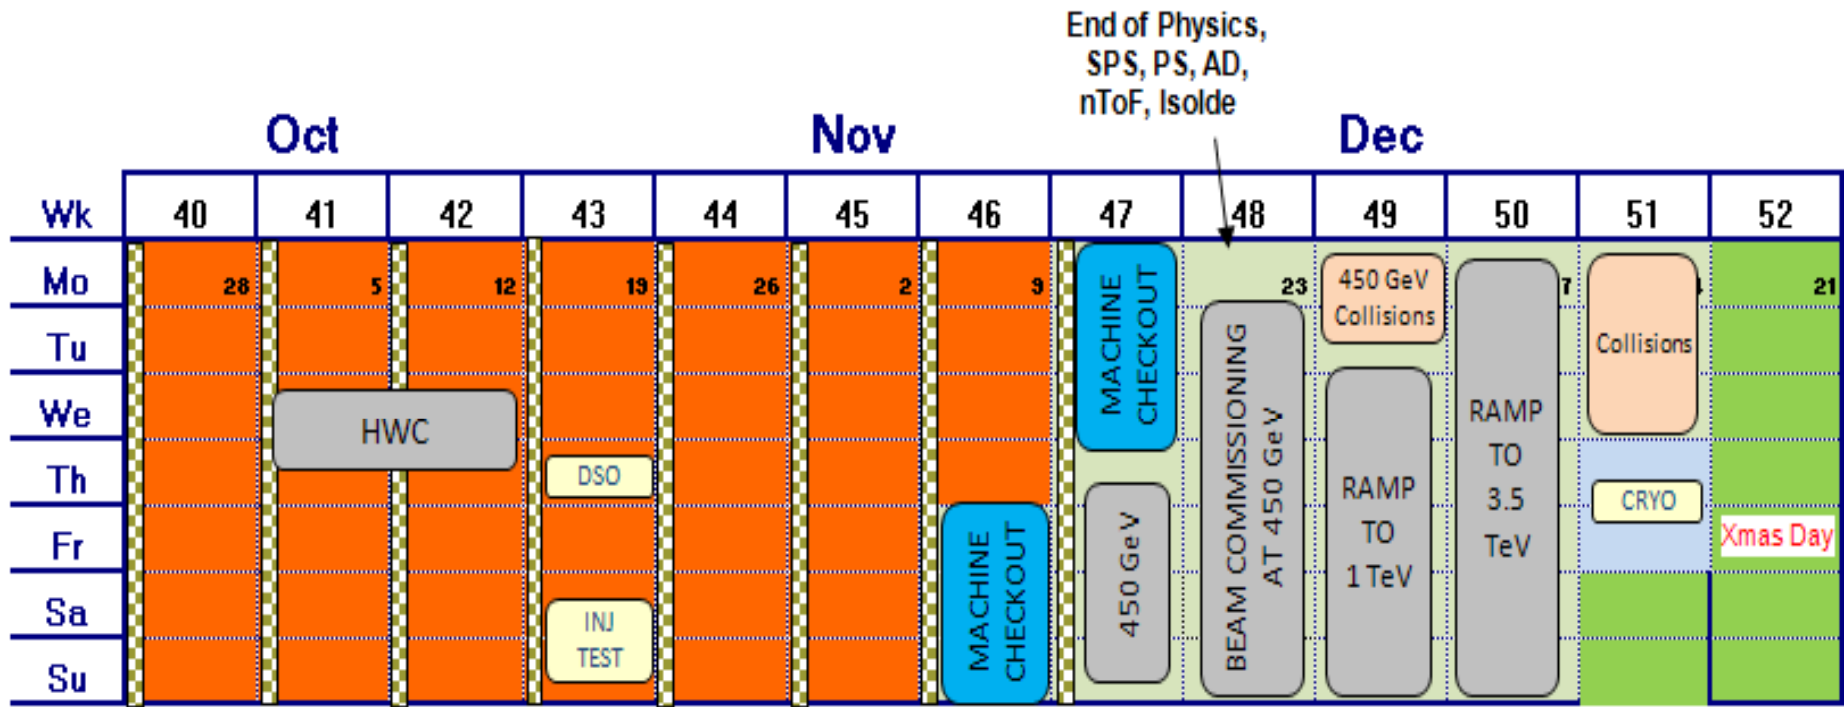 End of Physics,
SPS, PS, AD,
nToF, Isolde
Oct Nov Dec
Wk 40 41 42 43 44 45 46 47 48 49 50 51 52
Mo 28 5 12 19 26 2 9 23 7 21
Tu
We
Th
Fr
Sa
Su
HWC
DSO
INJ
TEST
MACHINE
CHECKOUT
MACHINE
CHECKOUT
450 GeV
BEAM COMMISSIONING
AT 450 GeV
450 GeV
Collisions
RAMP
TO
1 TeV
RAMP
TO
3.5
TeV
Collisions
CRYO
Xmas Day